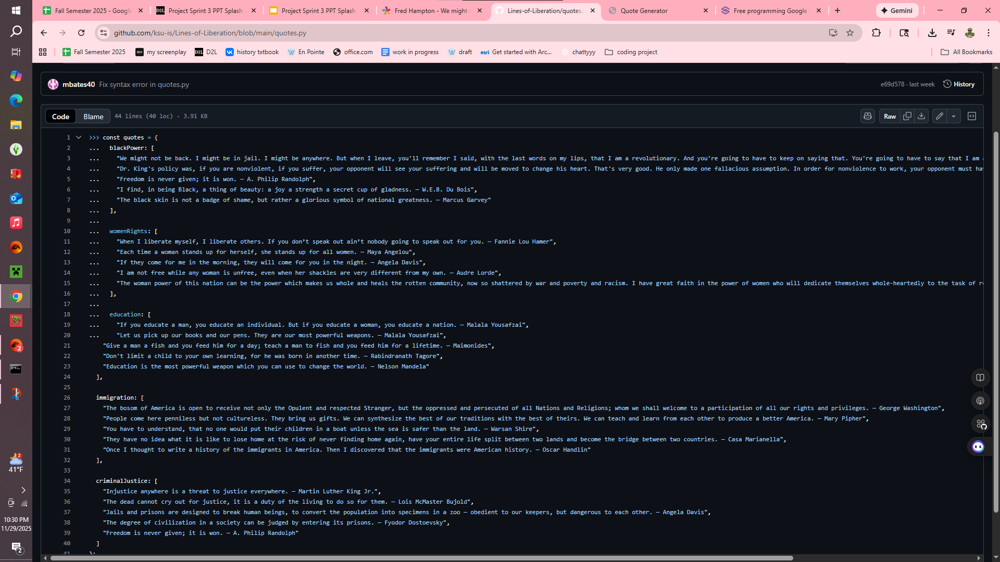 Fall Semester 2025 - Google
Project Sprint 3 PPT Splash
Project Sprint 3 PPT Splash
Fred Hampton - We might
Lines-of-Liberation/quotes.
Quote Generator
Free programming Google
Gemini
github.com/ksu-is/Lines-of-Liberation/blob/main/quotes.py
Fall Semester 2025
my screenplay
D2L
history txtbook
En Pointe
office.com
work in progress
draft
esri Get started with Arc...
chattyyy
coding project
All Bookmarks
mbates40 Fix syntax error in quotes.py
e69d578 · last week
History
Code Blame 44 lines (40 loc) · 3.91 KB
Raw
1 >>> const quotes = {
2 ... blackPower: [
3 ... "We might not be back. I might be in jail. I might be anywhere. But when I leave, you'll remember I said, with the last words on my lips, that I am a revolutionary. And you're going to have to keep on saying that. You're going to have to say that I am
4 ... "Dr. King's policy was, if you are nonviolent, if you suffer, your opponent will see your suffering and will be moved to change his heart. That's very good. He only made one fallacious assumption. In order for nonviolence to work, your opponent must ha
5 ... "Freedom is never given; it is won. – A. Philip Randolph",
6 ... "I find, in being Black, a thing of beauty: a joy a strength a secret cup of gladness. – W.E.B. Du Bois",
7 ... "The black skin is not a badge of shame, but rather a glorious symbol of national greatness. – Marcus Garvey"
8 ... ],
9 ...
10 ... womenRights: [
11 ... "When I liberate myself, I liberate others. If you don’t speak out ain’t nobody going to speak out for you. – Fannie Lou Hamer",
12 ... "Each time a woman stands up for herself, she stands up for all women. – Maya Angelou",
13 ... "If they come for me in the morning, they will come for you in the night. – Angela Davis",
14 ... "I am not free while any woman is unfree, even when her shackles are very different from my own. – Audre Lorde",
15 ... "The woman power of this nation can be the power which makes us whole and heals the rotten community, now so shattered by war and poverty and racism. I have great faith in the power of women who will dedicate themselves whole-heartedly to the task of r
16 ... ],
17 ...
18 ... education: [
19 ... "If you educate a man, you educate an individual. But if you educate a woman, you educate a nation. – Malala Yousafzai",
20 ... "Let us pick up our books and our pens. They are our most powerful weapons. – Malala Yousafzai",
21 "Give a man a fish and you feed him for a day; teach a man to fish and you feed him for a lifetime. – Maimonides",
22 "Don't limit a child to your own learning, for he was born in another time. – Rabindranath Tagore",
23 "Education is the most powerful weapon which you can use to change the world. – Nelson Mandela"
24 ],
25
26 immigration: [
27 "The bosom of America is open to receive not only the Opulent and respected Stranger, but the oppressed and persecuted of all Nations and Religions; whom we shall welcome to a participation of all our rights and privileges. – George Washington",
28 "People come here penniless but not cultureless. They bring us gifts. We can synthesize the best of our traditions with the best of theirs. We can teach and learn from each other to produce a better America. – Mary Pipher",
29 "You have to understand, that no one would put their children in a boat unless the sea is safer than the land. – Warsan Shire",
30 "They have no idea what it is like to lose home at the risk of never finding home again, have your entire life split between two lands and become the bridge between two countries. – Casa Marianella",
31 "Once I thought to write a history of the immigrants in America. Then I discovered that the immigrants were American history. – Oscar Handlin"
32 ],
33
34 criminalJustice: [
35 "Injustice anywhere is a threat to justice everywhere. – Martin Luther King Jr.",
36 "The dead cannot cry out for justice, it is a duty of the living to do so for them. – Lois McMaster Bujold",
37 "Jails and prisons are designed to break human beings, to convert the population into specimens in a zoo – obedient to our keepers, but dangerous to each other. – Angela Davis",
38 "The degree of civilization in a society can be judged by entering its prisons. – Fyodor Dostoevsky",
39 "Freedom is never given; it is won. – A. Philip Randolph"
40 ]
41 };
41°F
10:30 PM
11/29/2025
2